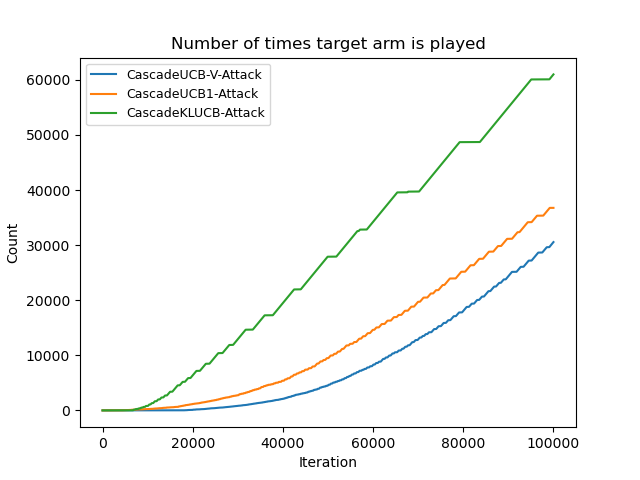 Number of times target arm is played
CascadeUCB-V-Attack
CascadeUCB1-Attack
CascadeKLUCB-Attack
60000
50000
40000
30000
20000
10000
0
Count
0 20000 40000 60000 80000 100000
Iteration